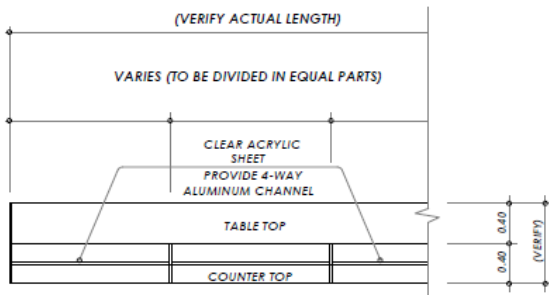 (VERIFY ACTUAL LENGTH)
VARIES (TO BE DIVIDED IN EQUAL PARTS)
CLEAR ACRYLIC
SHEET
PROVIDE 4-WAY
ALUMINUM CHANNEL
TABLE TOP
0.40
(VERIFY)
0.40
COUNTER TOP